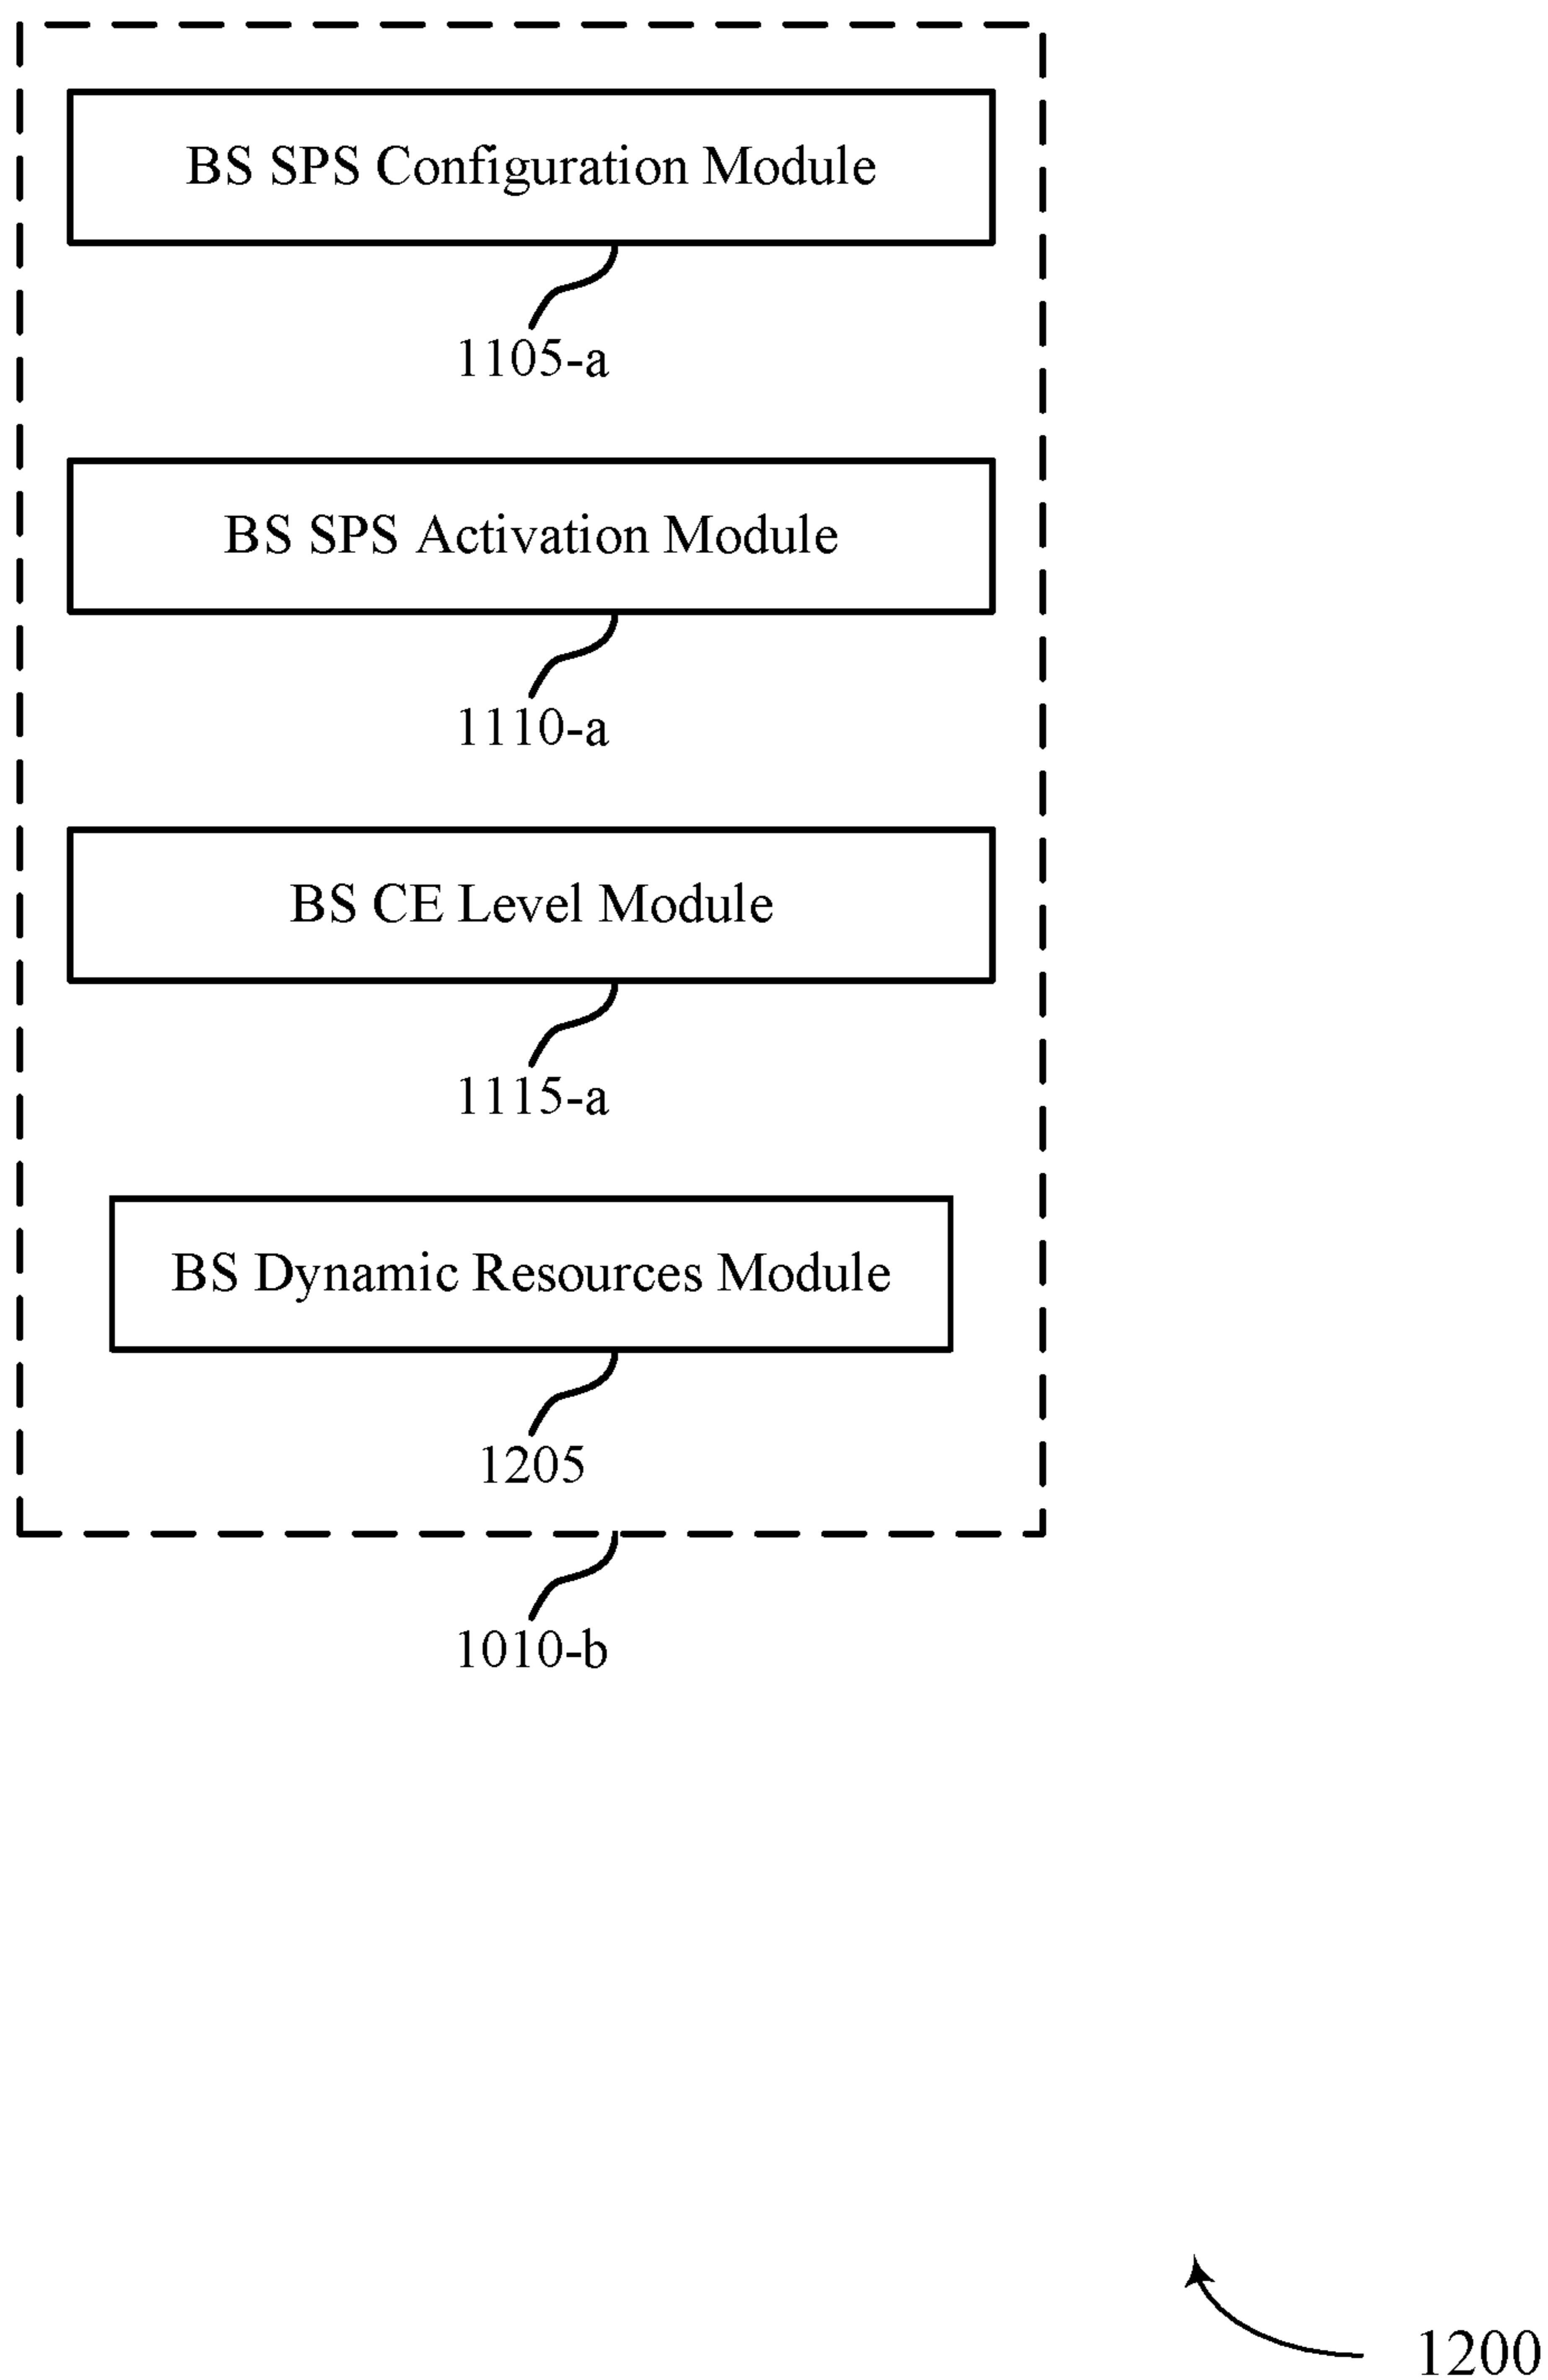 BS SPS Configuration Module
1105-a
BS SPS Activation Module
1110-a
BS CE Level Module
1115-a
BS Dynamic Resources Module
1205
1010-b
1200